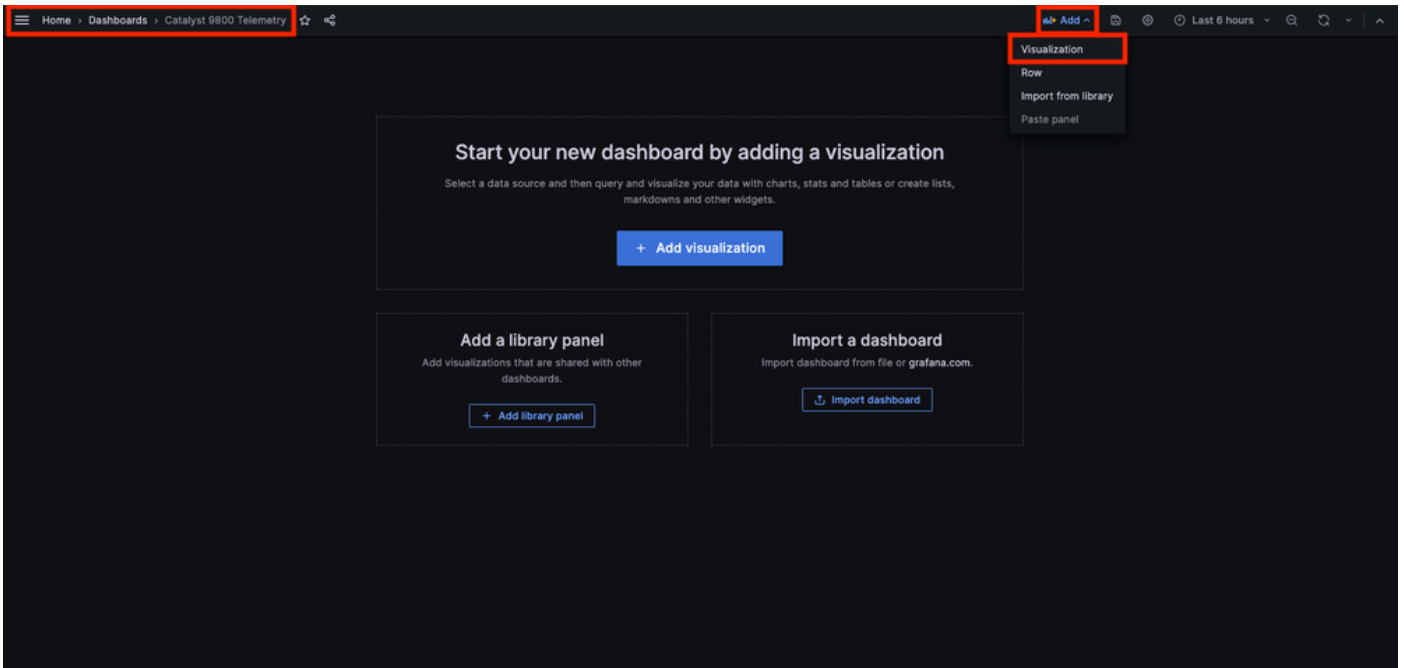 Home › Dashboards › Catalyst 9800 Telemetry
Add
Last 6 hours
Visualization
Row
Import from library
Paste panel
Start your new dashboard by adding a visualization
Select a data source and then query and visualize your data with charts, stats and tables or create lists,
markdowns and other widgets.
+ Add visualization
Add a library panel
Add visualizations that are shared with other
dashboards.
+ Add library panel
Import a dashboard
Import dashboard from file or grafana.com.
Import dashboard